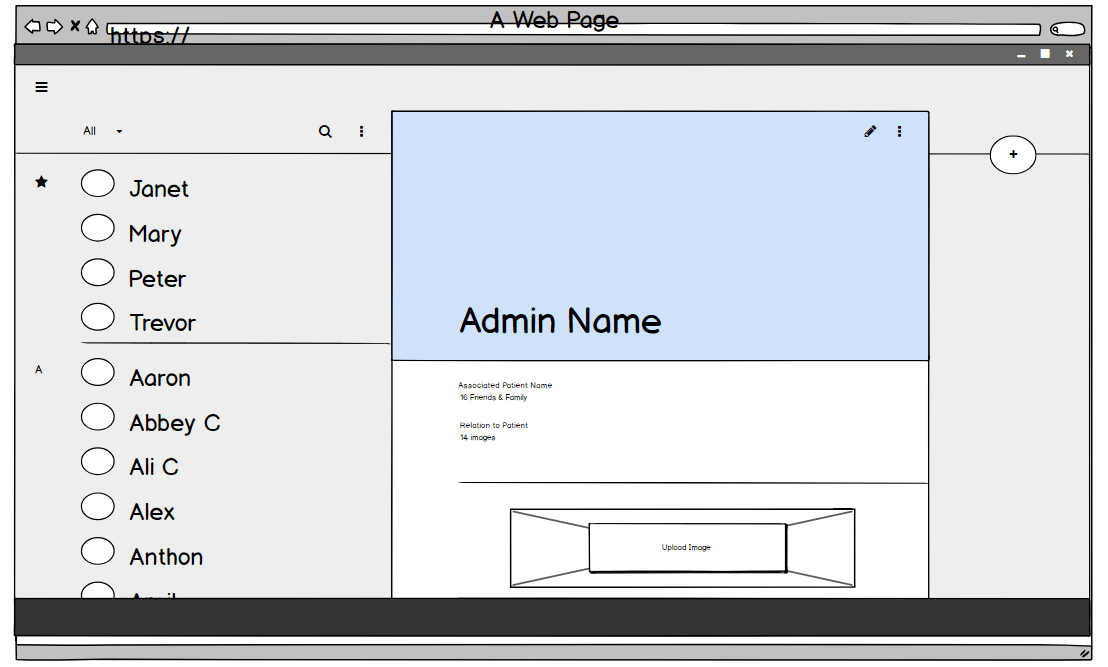 A Web Page
https://
All
+
Janet
Mary
Peter
Trevor
A
Aaron
Abbey C
Ali C
Alex
Anthon
Admin Name
Associated Patient Name
16 Friends & Family
Relation to Patient
14 images
Upload Image